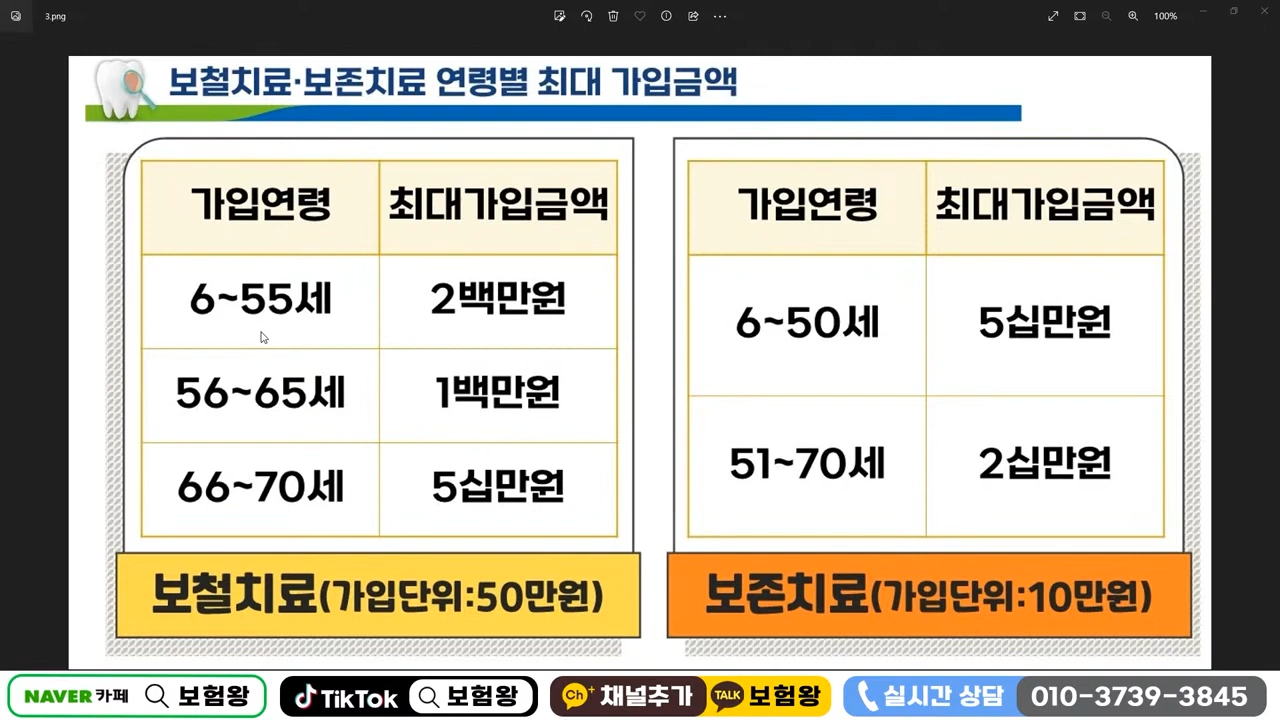 3.png
100%
보철치료·보존치료 연령별 최대 가입금액
가입연령 최대가입금액
6~55세 2백만원
56~65세 1백만원
66~70세 5십만원
보철치료(가입단위:50만원)
가입연령 최대가입금액
6~50세 5십만원
51~70세 2십만원
보존치료(가입단위:10만원)
NAVER 카페 보험왕
TikTok 보험왕
Ch+ 채널추가 TALK 보험왕
실시간 상담 010-3739-3845